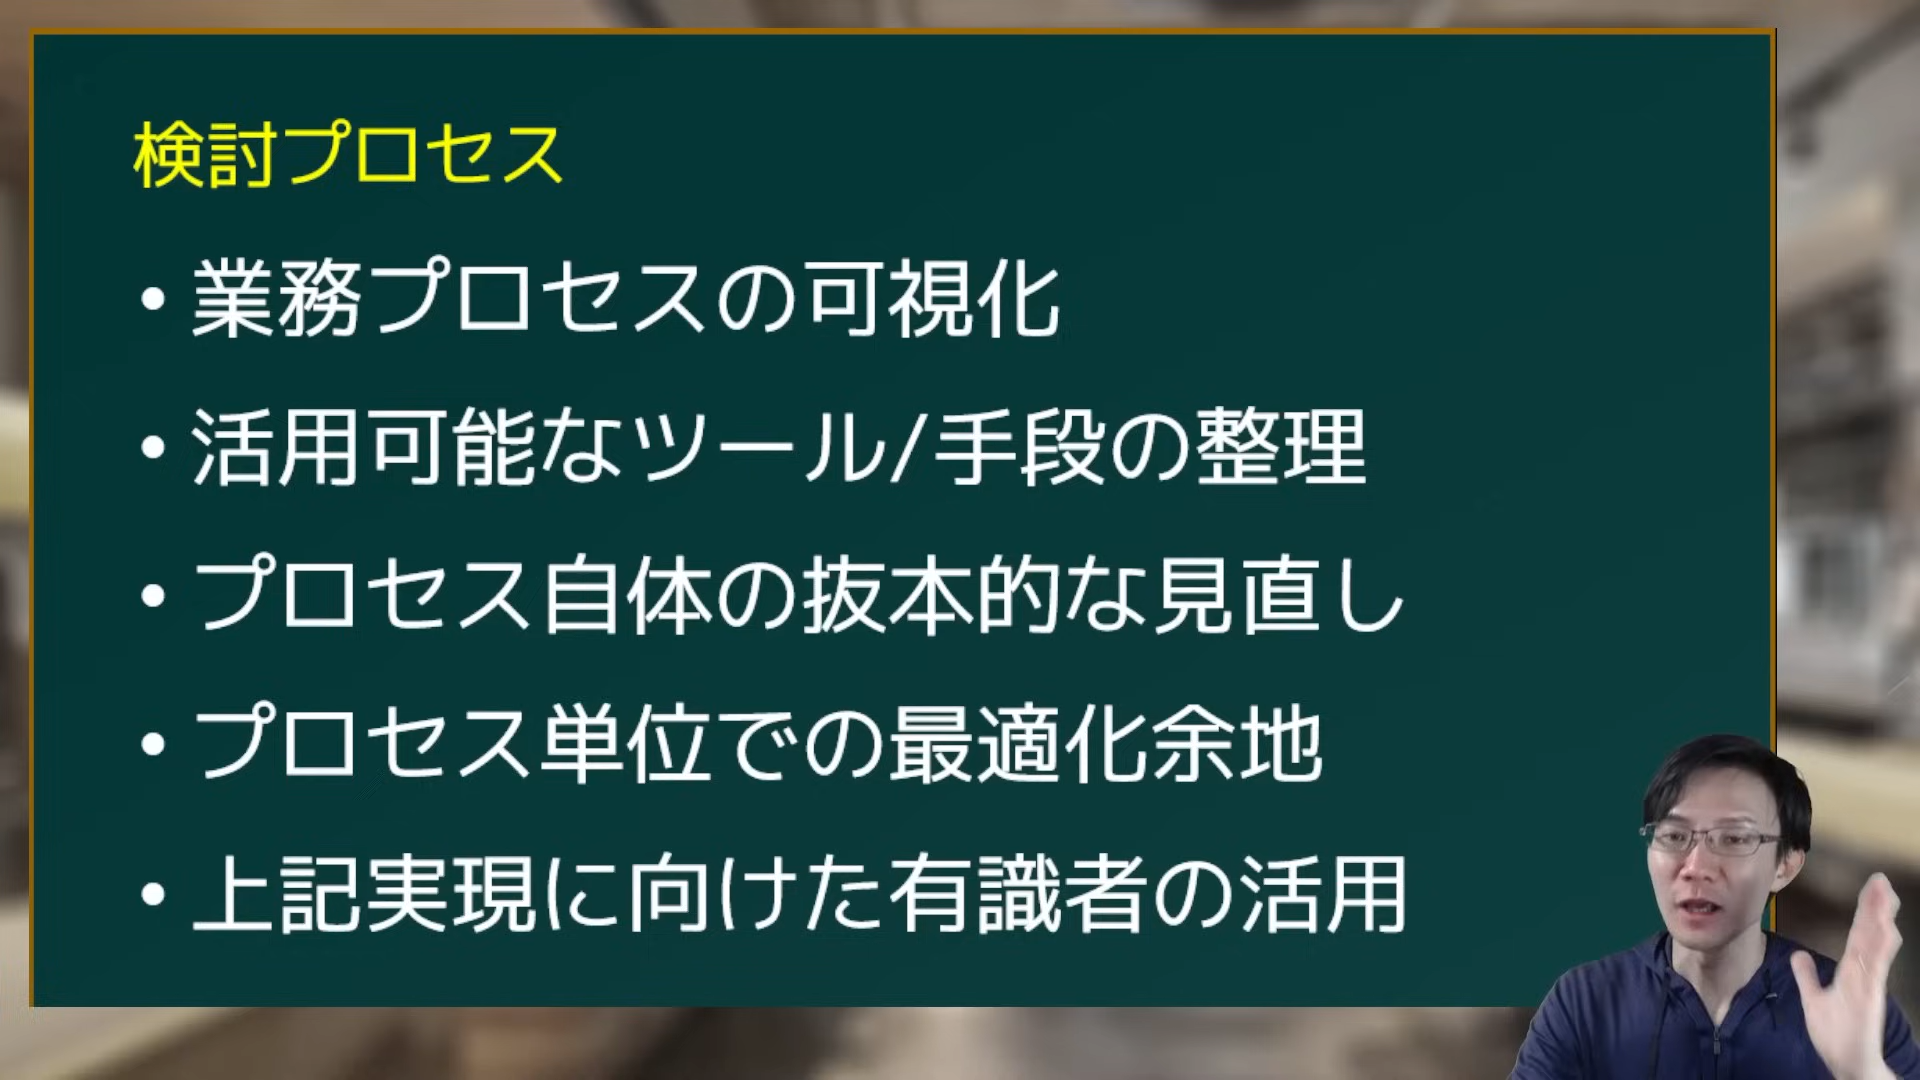 検討プロセス
• 業務プロセスの可視化
• 活用可能なツール/手段の整理
• プロセス自体の抜本的な見直し
• プロセス単位での最適化余地
• 上記実現に向けた有識者の活用